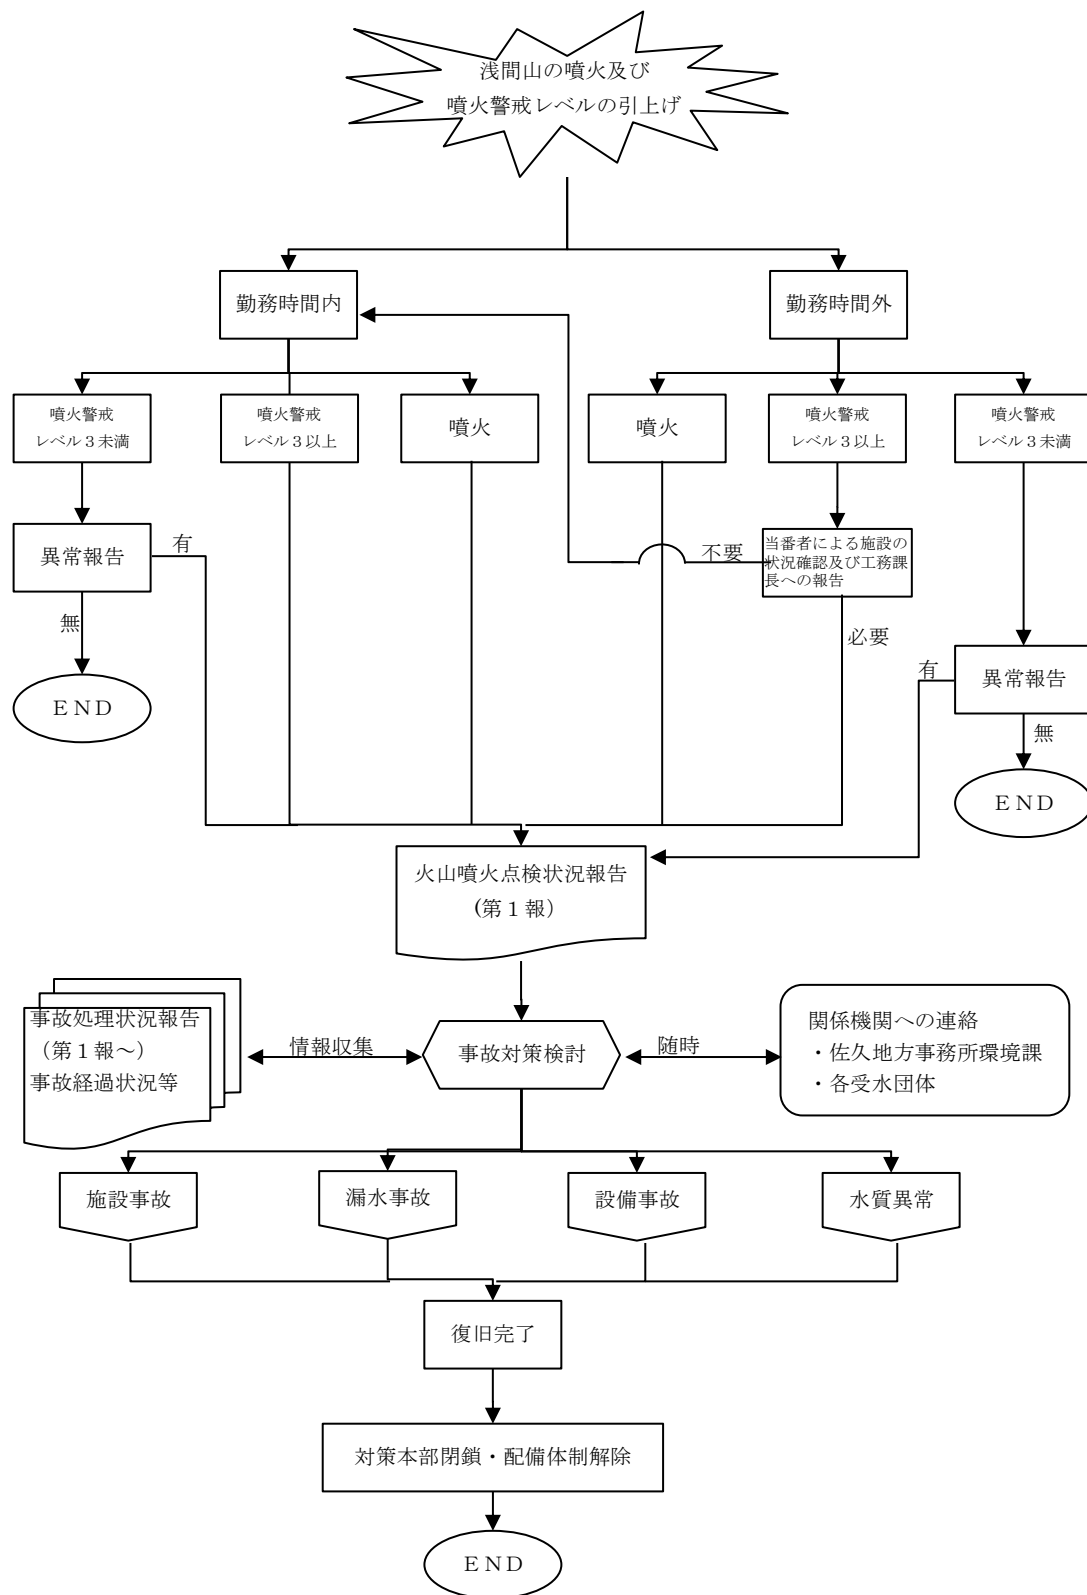 浅間山の噴火及び
噴火警戒レベルの引上げ
勤務時間内
勤務時間外
噴火警戒
レベル３未満
噴火警戒
レベル３以上
噴火
噴火
噴火警戒
レベル３以上
噴火警戒
レベル３未満
異常報告
有
無
ＥＮＤ
不要
当番者による施設の
状況確認及び工務課
長への報告
必要
有
異常報告
無
ＥＮＤ
火山噴火点検状況報告
(第１報）
事故処理状況報告
（第１報～）
事故経過状況等
情報収集
事故対策検討
随時
関係機関への連絡
・佐久地方事務所環境課
・各受水団体
施設事故
漏水事故
設備事故
水質異常
復旧完了
対策本部閉鎖・配備体制解除
ＥＮＤ